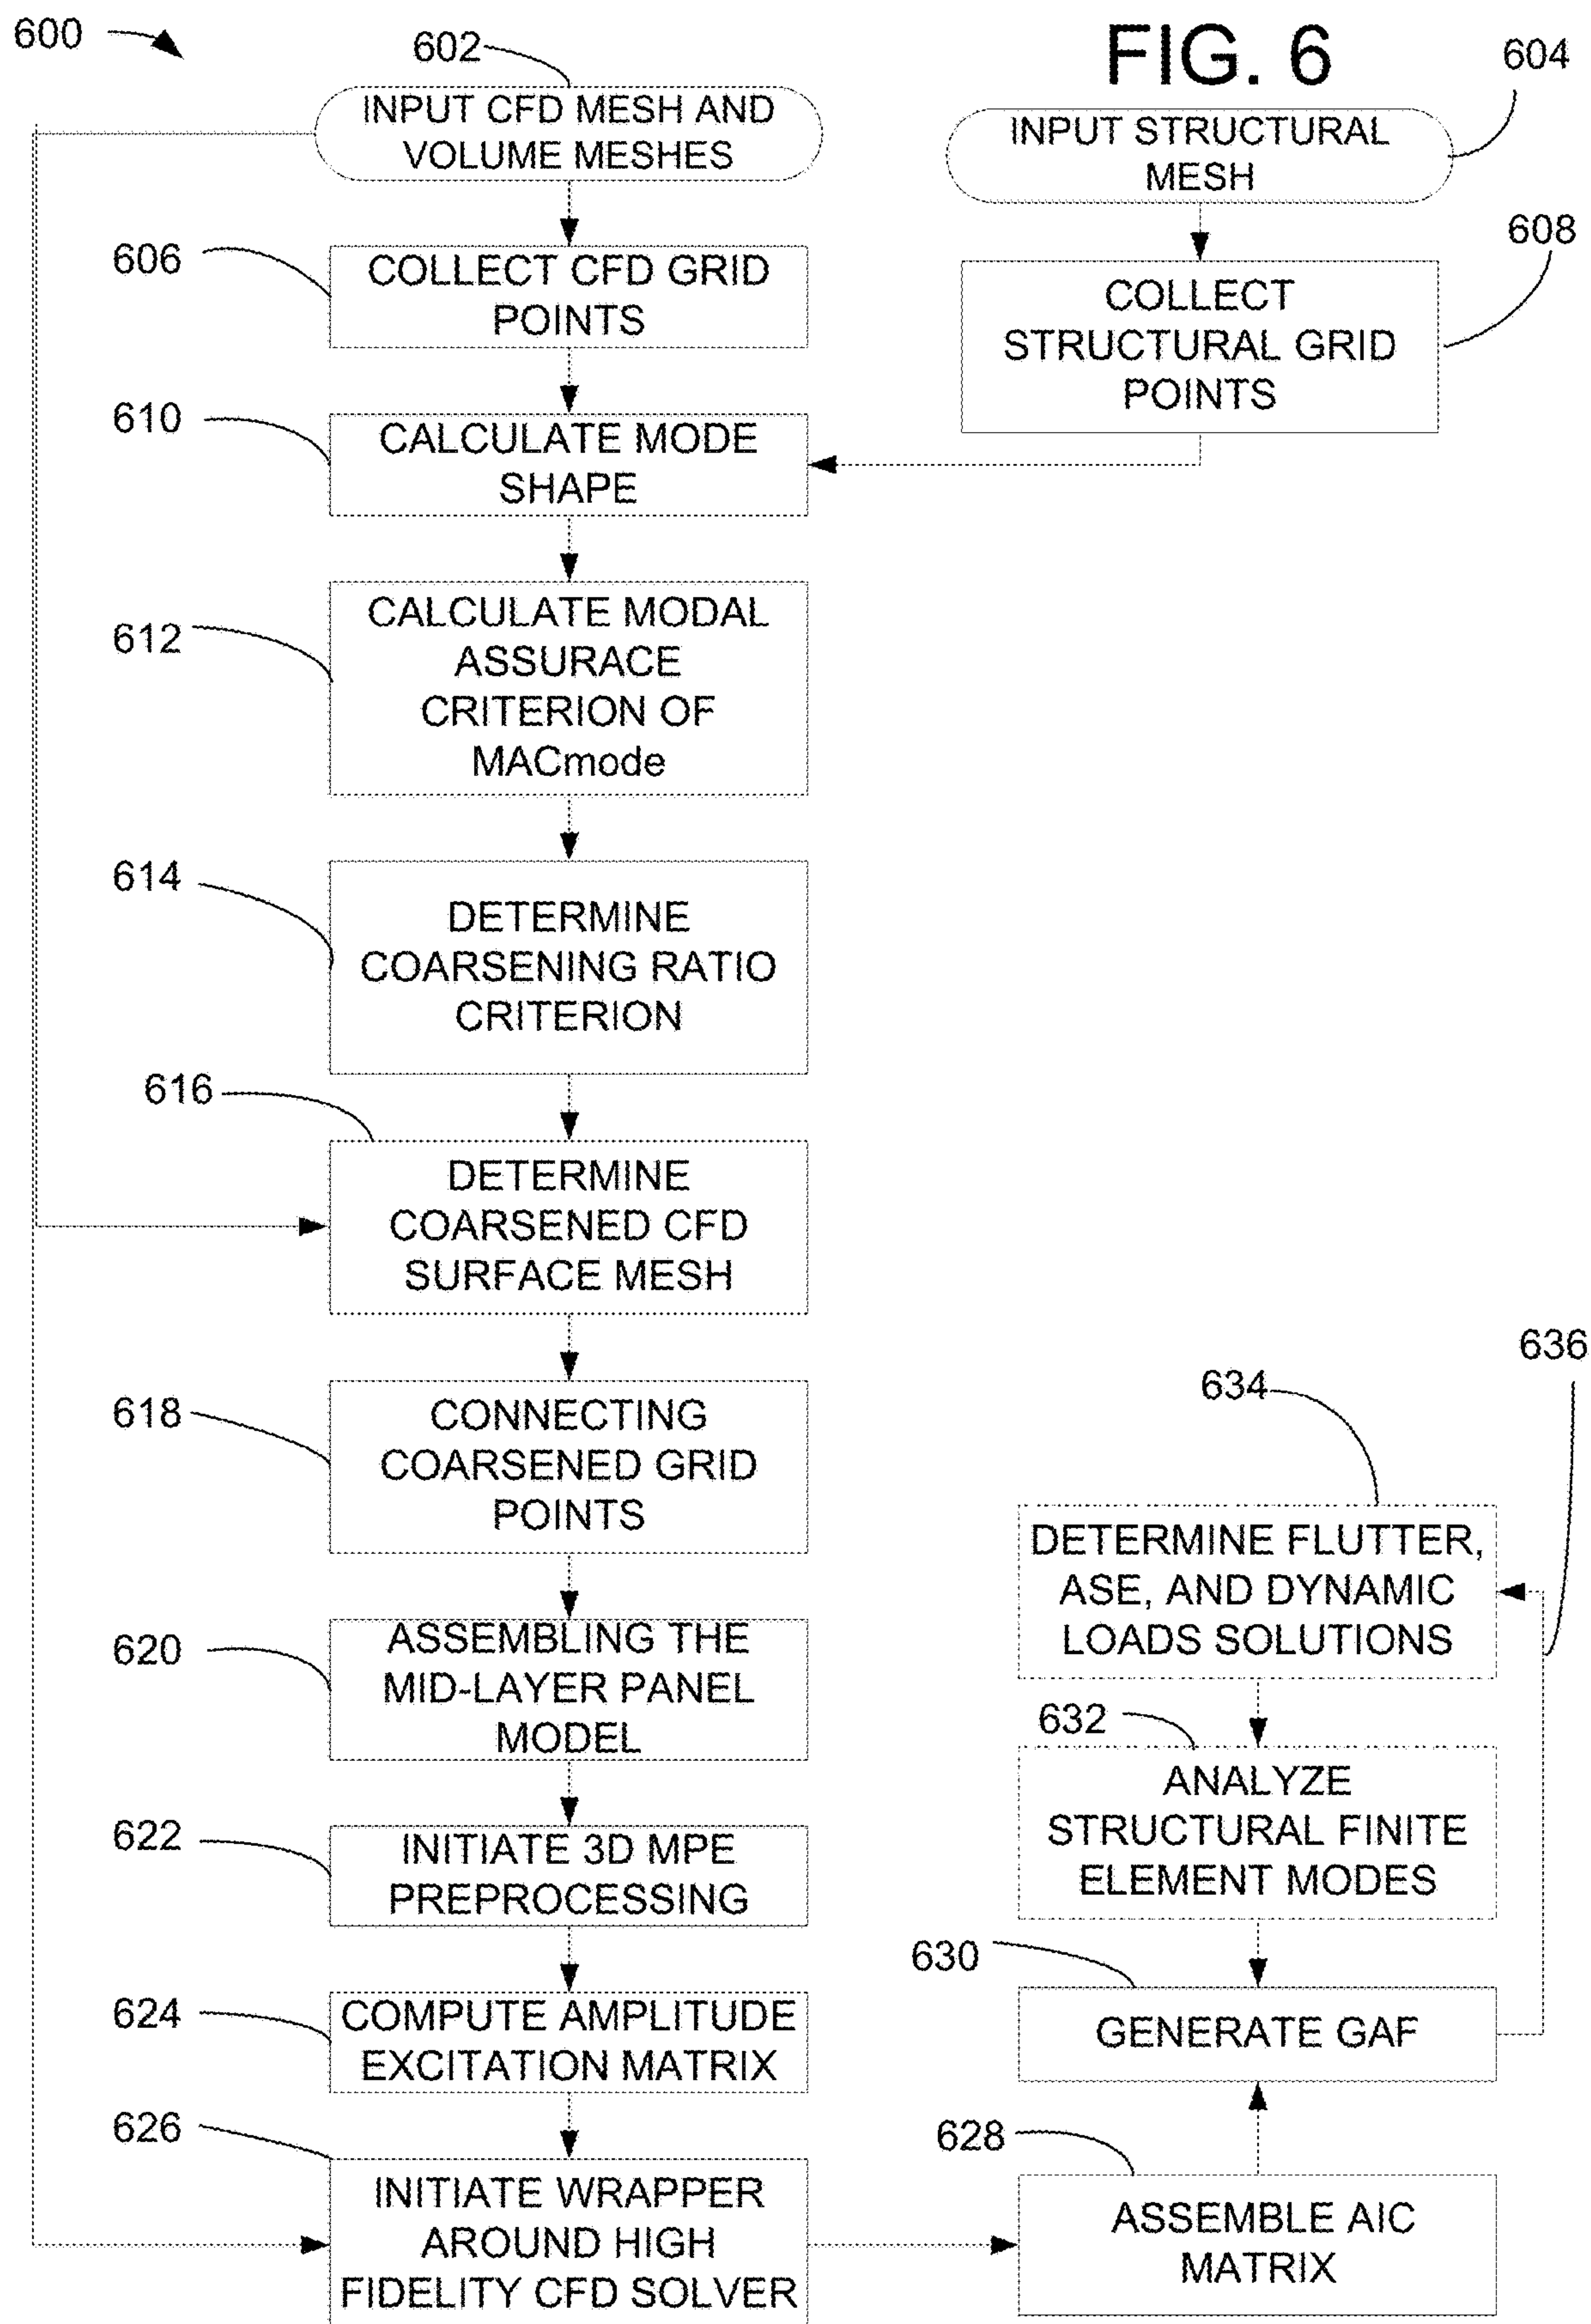 600
602
FIG. 6
604
INPUT CFD MESH AND
VOLUME MESHES
INPUT STRUCTURAL
MESH
606
COLLECT CFD GRID
POINTS
608
COLLECT
STRUCTURAL GRID
POINTS
610
CALCULATE MODE
SHAPE
612
CALCULATE MODAL
ASSURACE
CRITERION OF
MACmode
614
DETERMINE
COARSENING RATIO
CRITERION
616
DETERMINE
COARSENED CFD
SURFACE MESH
618
CONNECTING
COARSENED GRID
POINTS
620
ASSEMBLING THE
MID-LAYER PANEL
MODEL
622
INITIATE 3D MPE
PREPROCESSING
624
COMPUTE AMPLITUDE
EXCITATION MATRIX
626
INITIATE WRAPPER
AROUND HIGH
FIDELITY CFD SOLVER
636
634
DETERMINE FLUTTER,
ASE, AND DYNAMIC
LOADS SOLUTIONS
632
ANALYZE
STRUCTURAL FINITE
ELEMENT MODES
630
GENERATE GAF
628
ASSEMBLE AIC
MATRIX